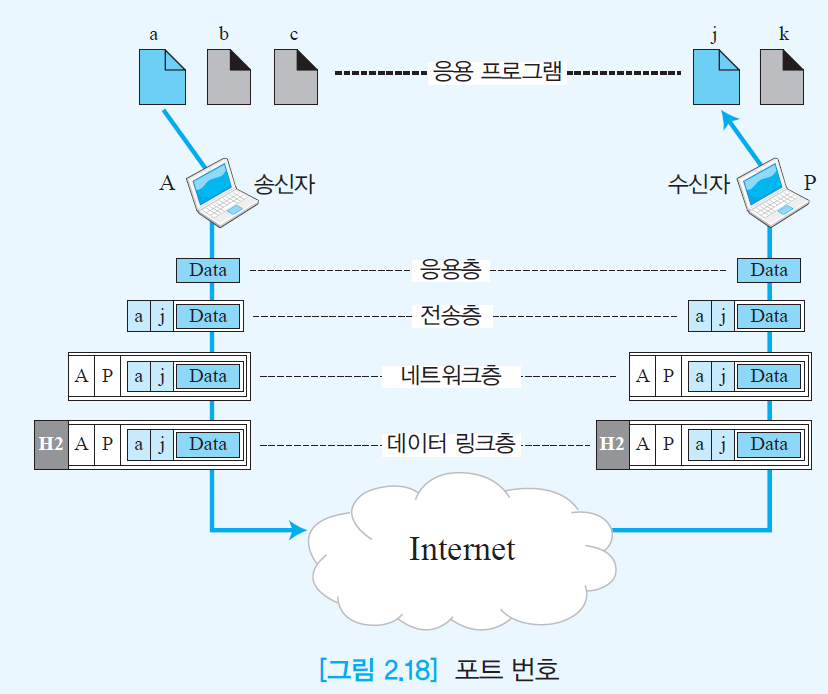 a b c j k
응용 프로그램
A 송신자 수신자 P
Data 응용층 Data
a j Data 전송층 a j Data
A P a j Data 네트워크층 A P a j Data
H2 A P a j Data 데이터 링크층 H2 A P a j Data
Internet
[그림 2.18] 포트 번호